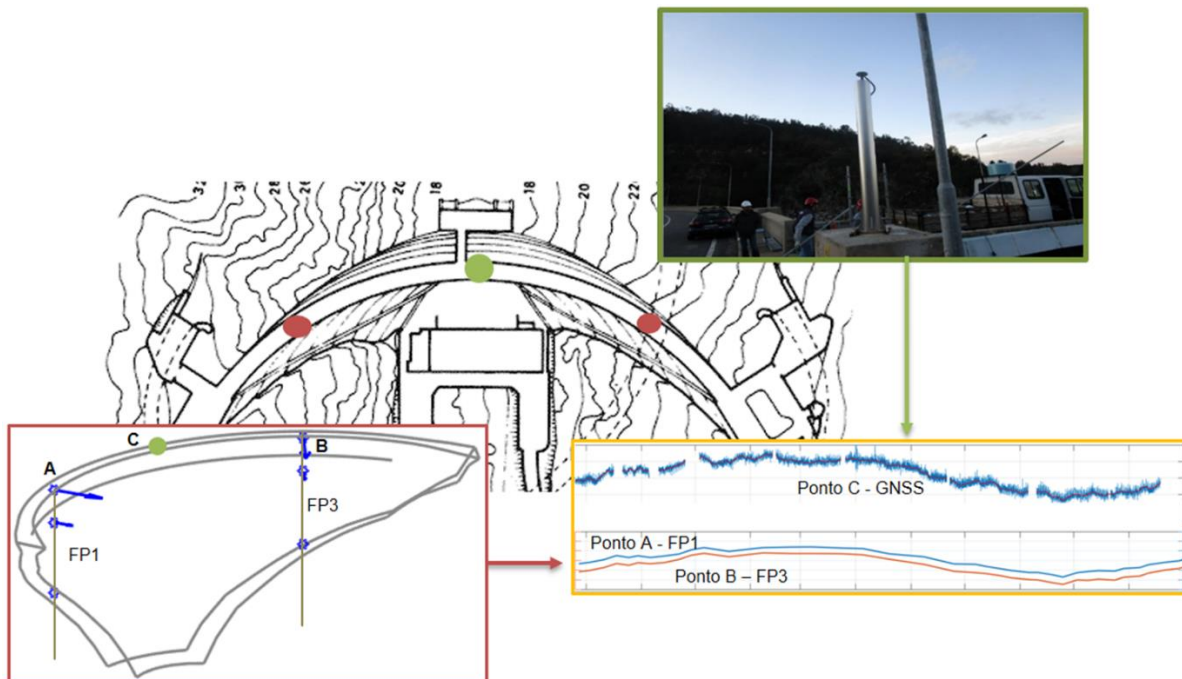 32
30
28
26
20
18
18
20
22
C
A
B
FP3
FP1
Ponto C - GNSS
Ponto A - FP1
Ponto B – FP3